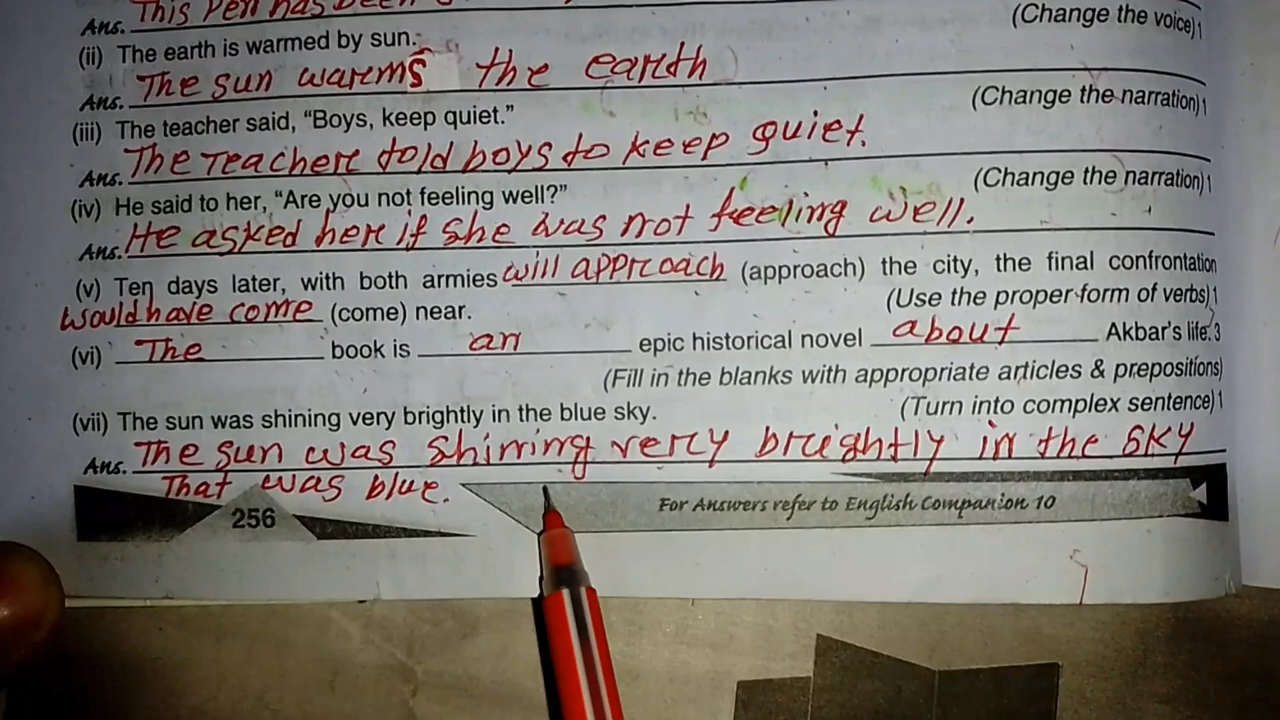 Ans. This Pen has been
(Change the voice) 1
(ii) The earth is warmed by sun.
Ans. The sun warms the earth
(Change the narration) 1
(iii) The teacher said, “Boys, keep quiet.”
Ans. The Teacher told boys to keep quiet.
(Change the narration) 1
(iv) He said to her, “Are you not feeling well?”
Ans. He asked her if she was not feeling well.
(v) Ten days later, with both armies will approach (approach) the city, the final confrontation
would have come (come) near. (Use the proper form of verbs) 1
(vi) The book is an epic historical novel about Akbar's life. 3
(Fill in the blanks with appropriate articles & prepositions)
(vii) The sun was shining very brightly in the blue sky. (Turn into complex sentence) 1
Ans. The sun was shining very brightly in the sky
That was blue.
256
For Answers refer to English Companion 10